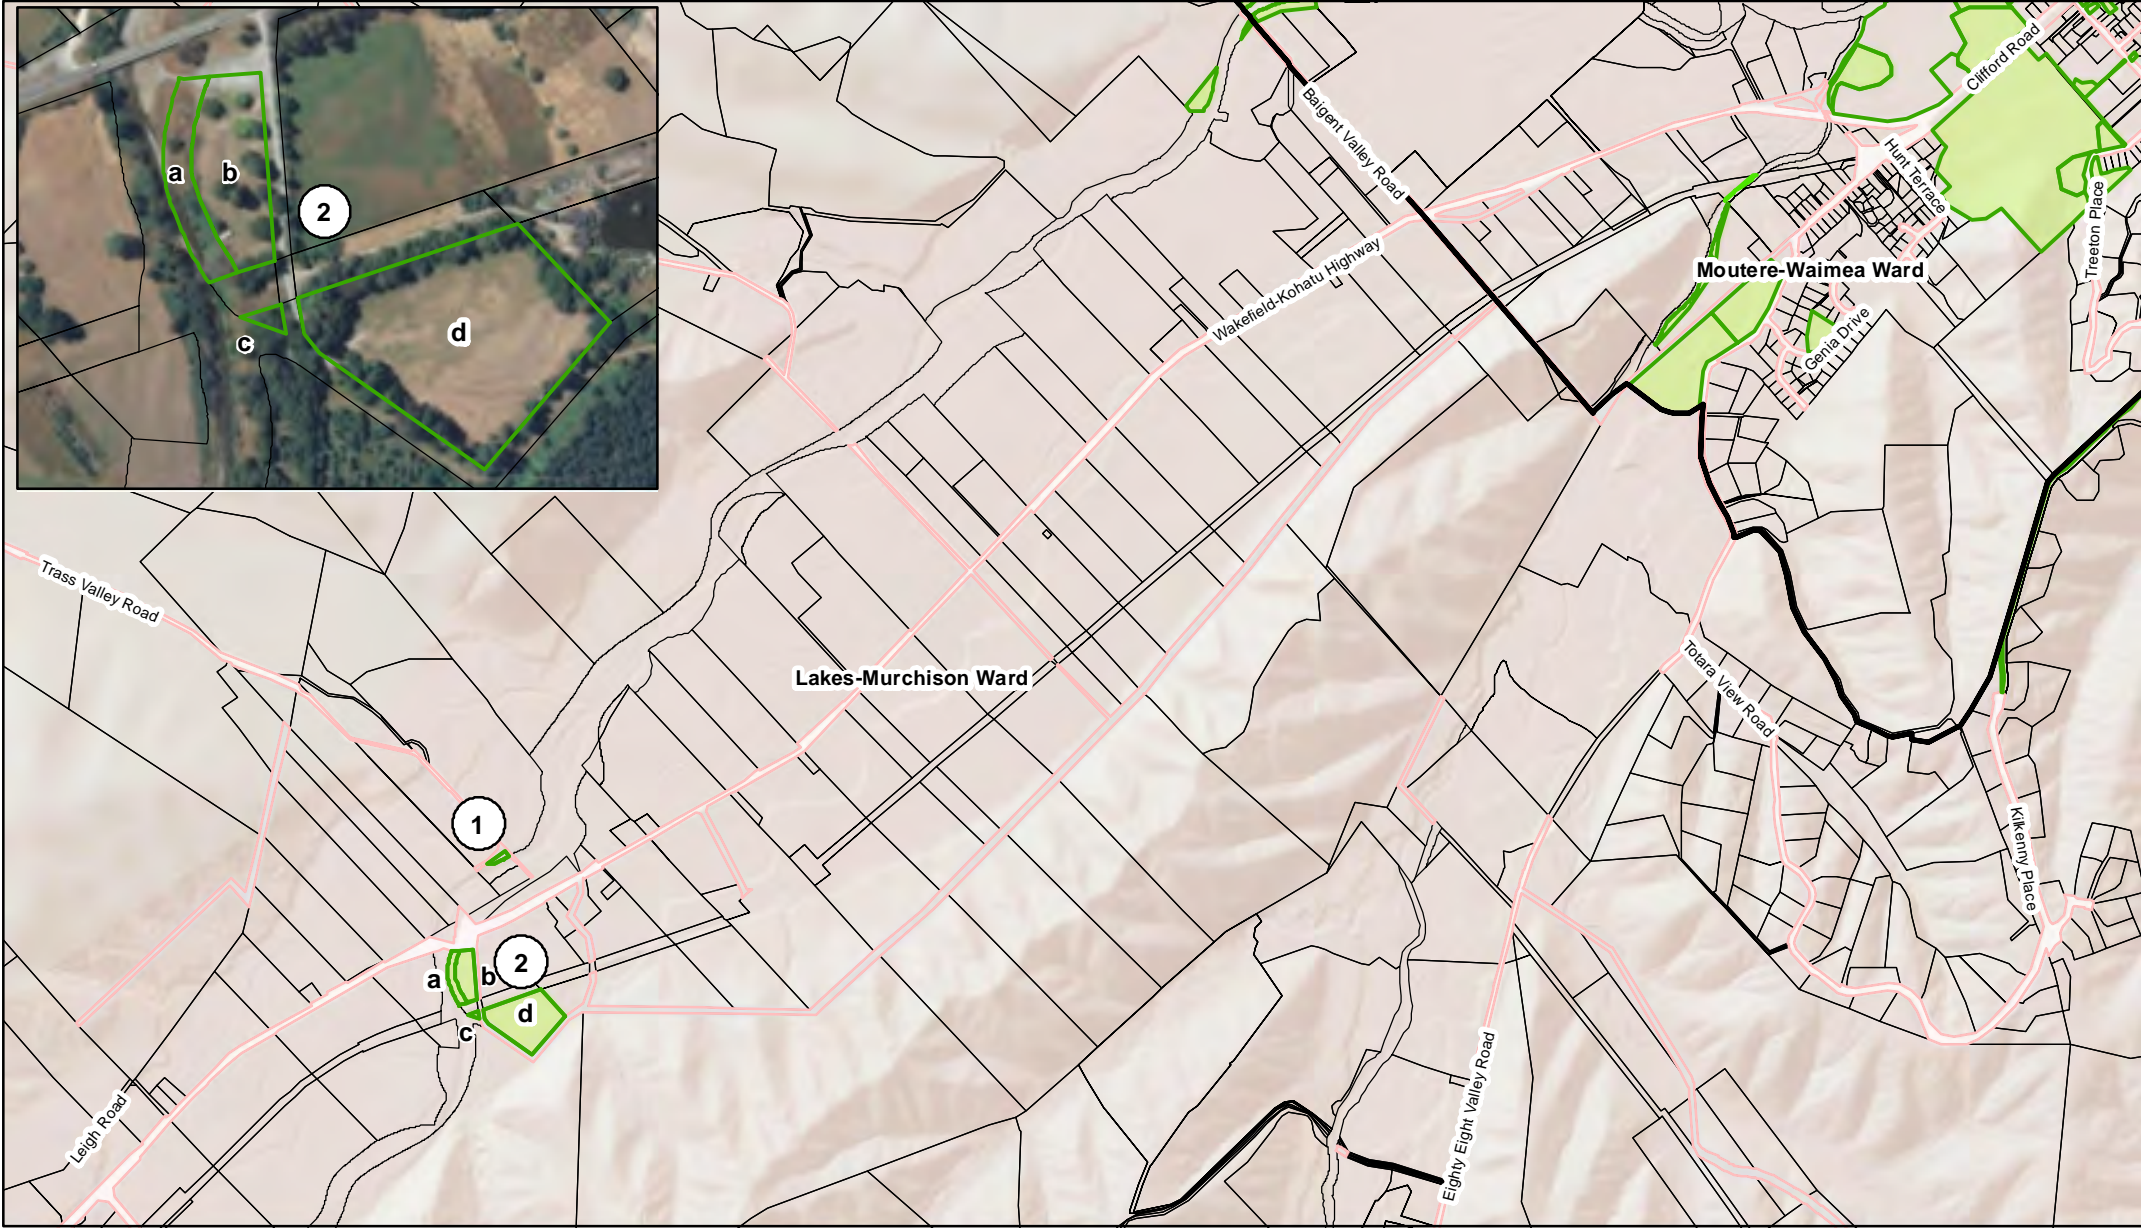 a
b
2
c
d
Clifford Road
Baigent Valley Road
Hunt Terrace
Treeton Place
Wakefield-Kohatu Highway
Moutere-Waimea Ward
Genia Drive
Trass Valley Road
Lakes-Murchison Ward
Totara View Road
1
Kilkenny Place
2
a
b
c
d
Leigh Road
Eighty Eight Valley Road